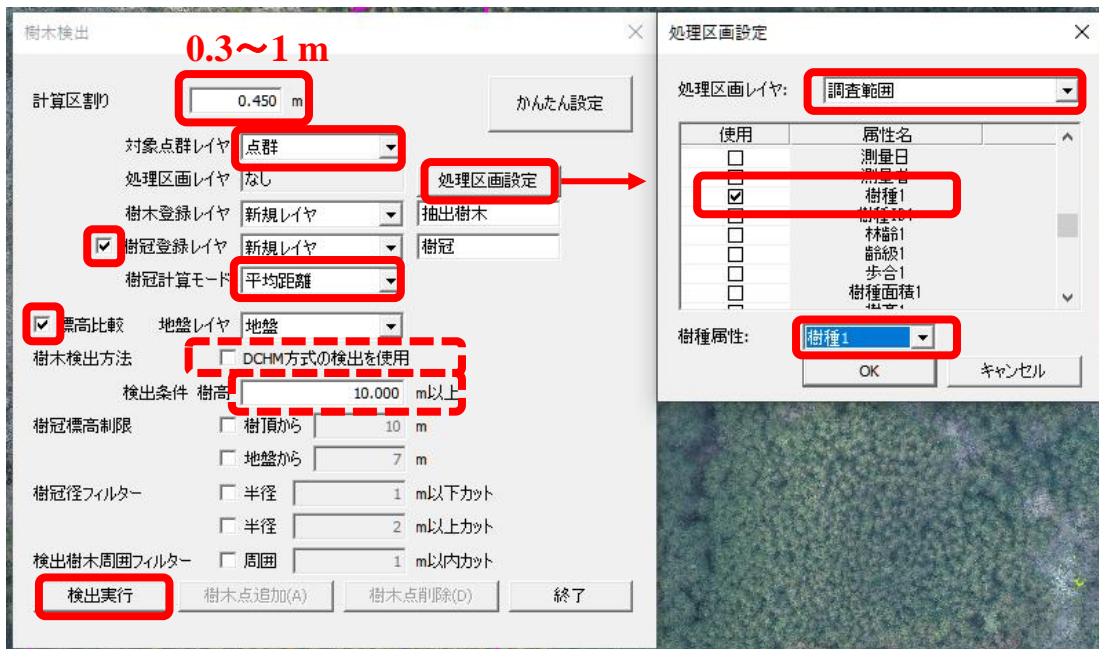 樹木検出
0.3～1 m
計算区割り 0.450 m かんたん設定
対象点群レイヤ 点群
処理区画レイヤ なし 処理区画設定
樹木登録レイヤ 新規レイヤ 抽出樹木
樹冠登録レイヤ 新規レイヤ 樹冠
樹冠計算モード 平均距離
標高比較 地盤レイヤ 地盤
樹木検出方法 DCHM方式の検出を使用
検出条件 樹高 10.000 m以上
樹冠標高制限 樹頂から 10 m
地盤から 7 m
樹冠径フィルター 半径 1 m以下カット
半径 2 m以上カット
検出樹木周囲フィルター 周囲 1 m以内カット
検出実行 樹木点追加(A) 樹木点削除(D) 終了
処理区画設定
処理区画レイヤ: 調査範囲
使用 属性名
測量日
測量者
樹種1
樹種ID1
林齢1
齢級1
歩合1
樹種面積1
樹高1
樹種属性: 樹種1
OK キャンセル